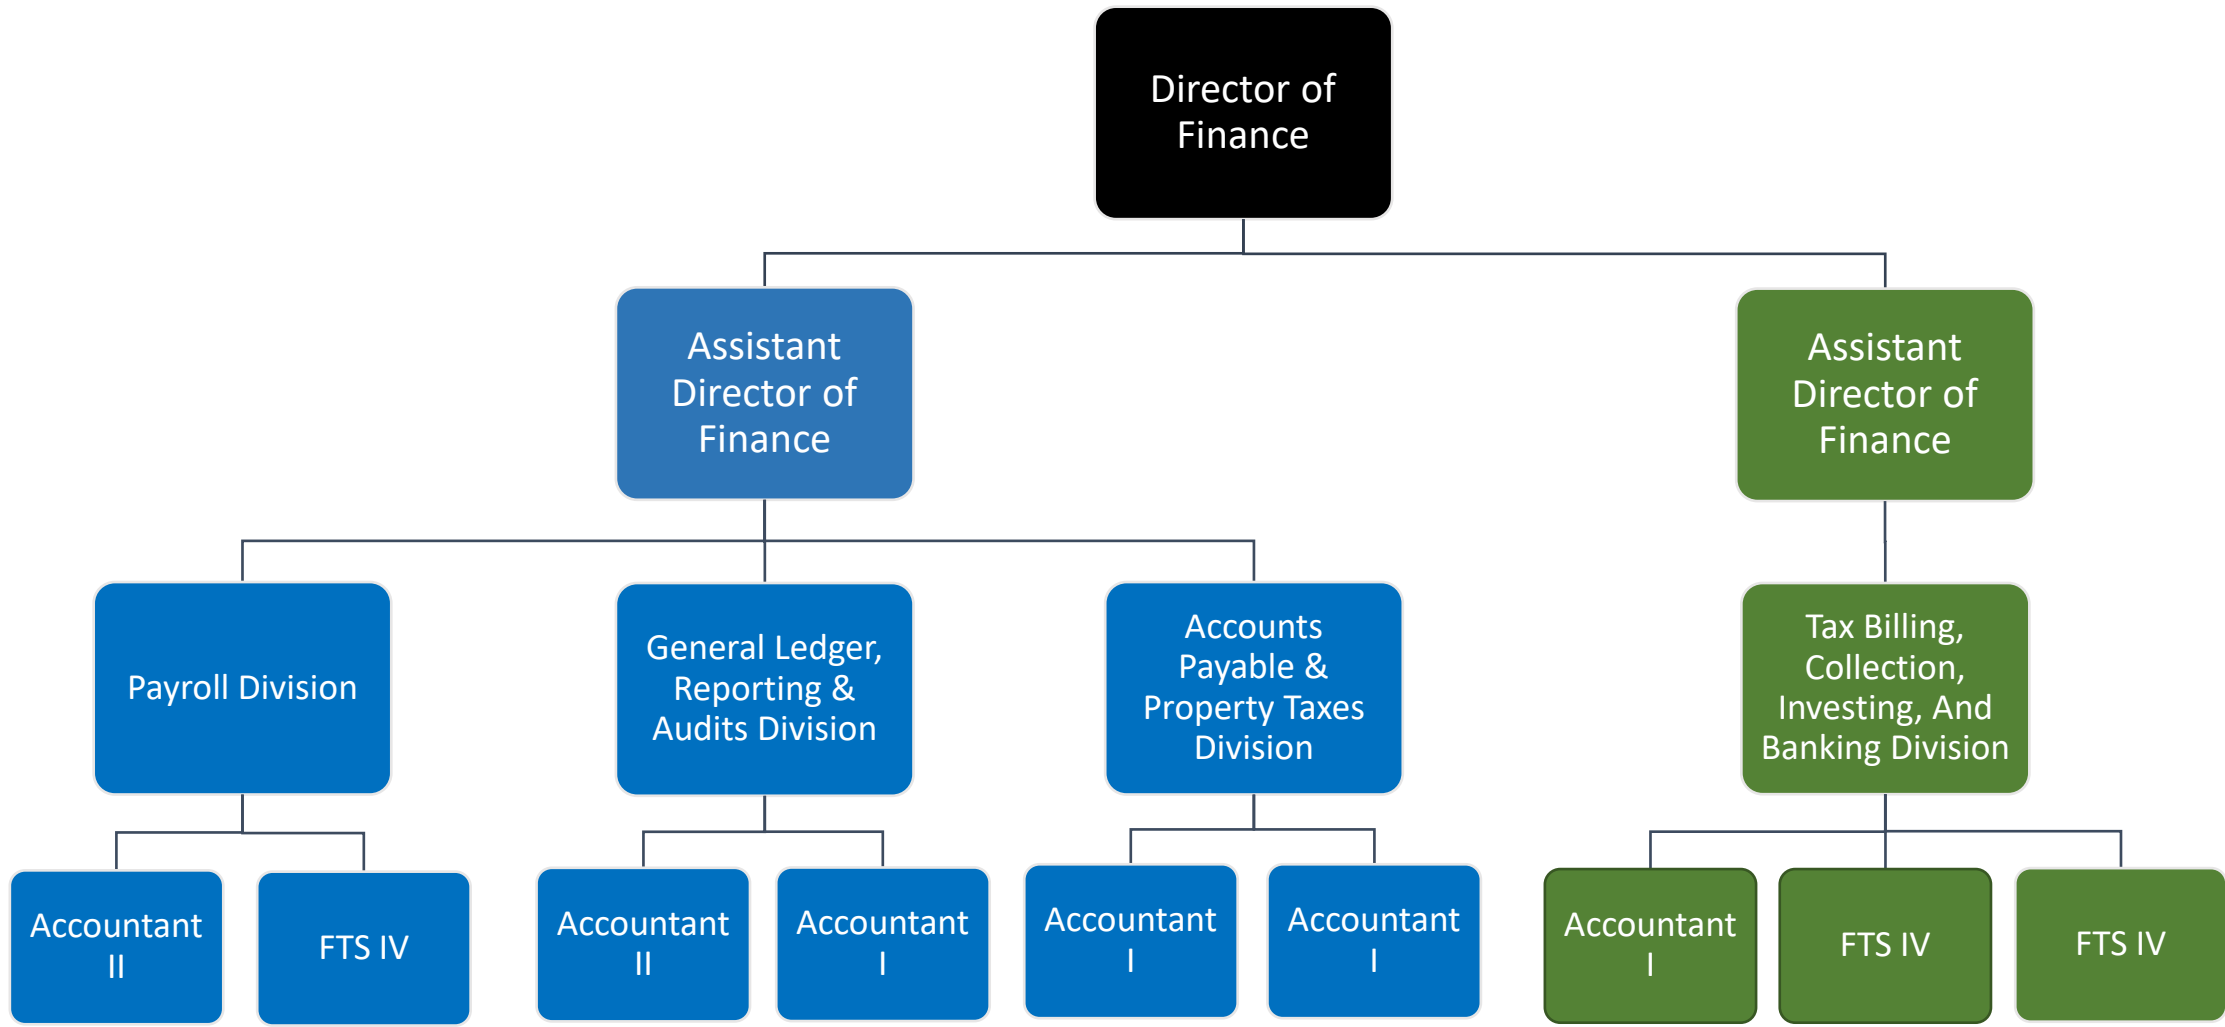 Director of
Finance
Assistant
Director of
Finance
Assistant
Director of
Finance
Payroll Division
General Ledger,
Reporting &
Audits Division
Accounts
Payable &
Property Taxes
Division
Tax Billing,
Collection,
Investing, And
Banking Division
Accountant
II
FTS IV
Accountant
II
Accountant
I
Accountant
I
Accountant
I
Accountant
I
FTS IV
FTS IV